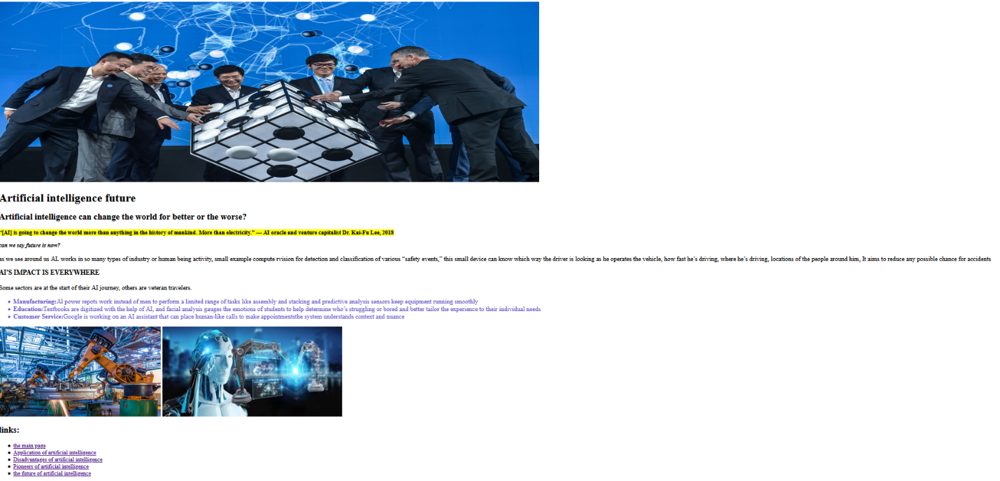 Artificial intelligence future
Artificial intelligence can change the world for better or the worse?
"[AI] is going to change the world more than anything in the history of mankind. More than electricity." — AI oracle and venture capitalist Dr. Kai-Fu Lee, 2018
can we say future is now?
as we see around us AL works in so many types of industry or human being activity, small example compute rvision for detection and classification of various “safety events,” this small device can know which way the driver is looking as he operates the vehicle, how fast he’s driving, where he’s driving, locations of the people around him, It aims to reduce any possible chance for accidents
AI'S IMPACT IS EVERYWHERE
Some sectors are at the start of their AI journey, others are veteran travelers.
Manufacturing:AI power repots work instead of men to perform a limited range of tasks like assembly and stacking and predictive analysis sensors keep equipment running smoothly
Education:Textbooks are digitized with the help of AI, and facial analysis gauges the emotions of students to help determine who’s struggling or bored and better tailor the experience to their individual needs
Customer Service:Google is working on an AI assistant that can place human-like calls to make appointmentsthe system understands context and nuance
links:
the main page
Application of artificial intelligence
Disadvantages of artificial intelligence
Pioneers of artificial intelligence
the future of artificial intelligence